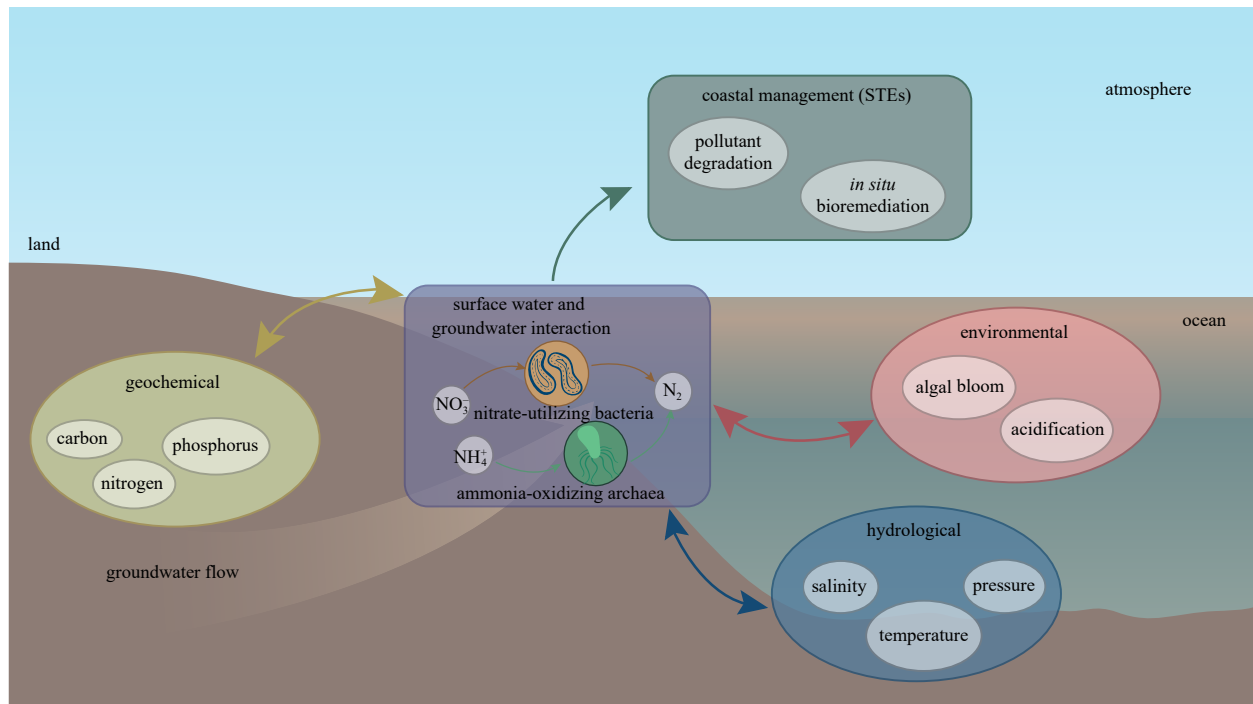 coastal management (STEs)
pollutant
degradation
in situ
bioremediation
atmosphere
land
ocean
surface water and
groundwater interaction
NO₃⁻
nitrate-utilizing bacteria
N₂
NH₄⁺
ammonia-oxidizing archaea
geochemical
carbon
phosphorus
nitrogen
groundwater flow
environmental
algal bloom
acidification
hydrological
salinity
pressure
temperature